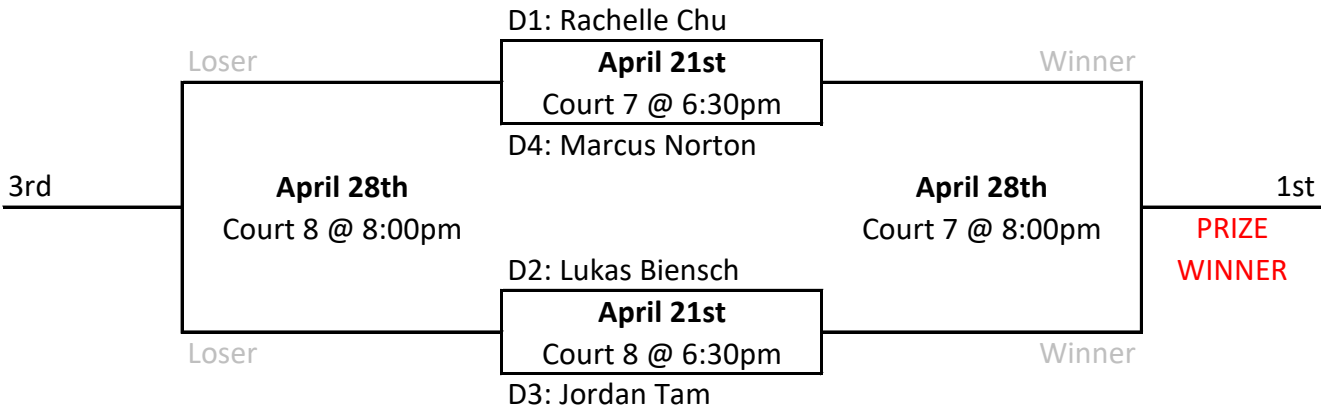 D1: Rachelle Chu
Loser
April 21st
Winner
Court 7 @ 6:30pm
D4: Marcus Norton
3rd
April 28th
April 28th
1st
Court 8 @ 8:00pm
Court 7 @ 8:00pm
PRIZE
WINNER
D2: Lukas Biensch
April 21st
Loser
Court 8 @ 6:30pm
Winner
D3: Jordan Tam